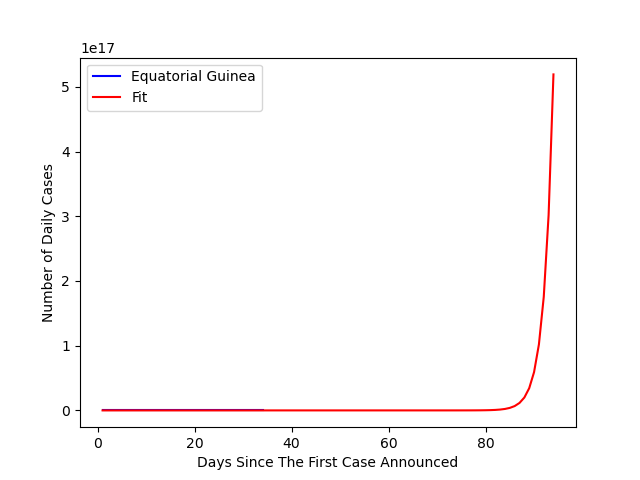 1e17
Equatorial Guinea
Fit
5
4
3
2
1
0
Number of Daily Cases
0 20 40 60 80
Days Since The First Case Announced